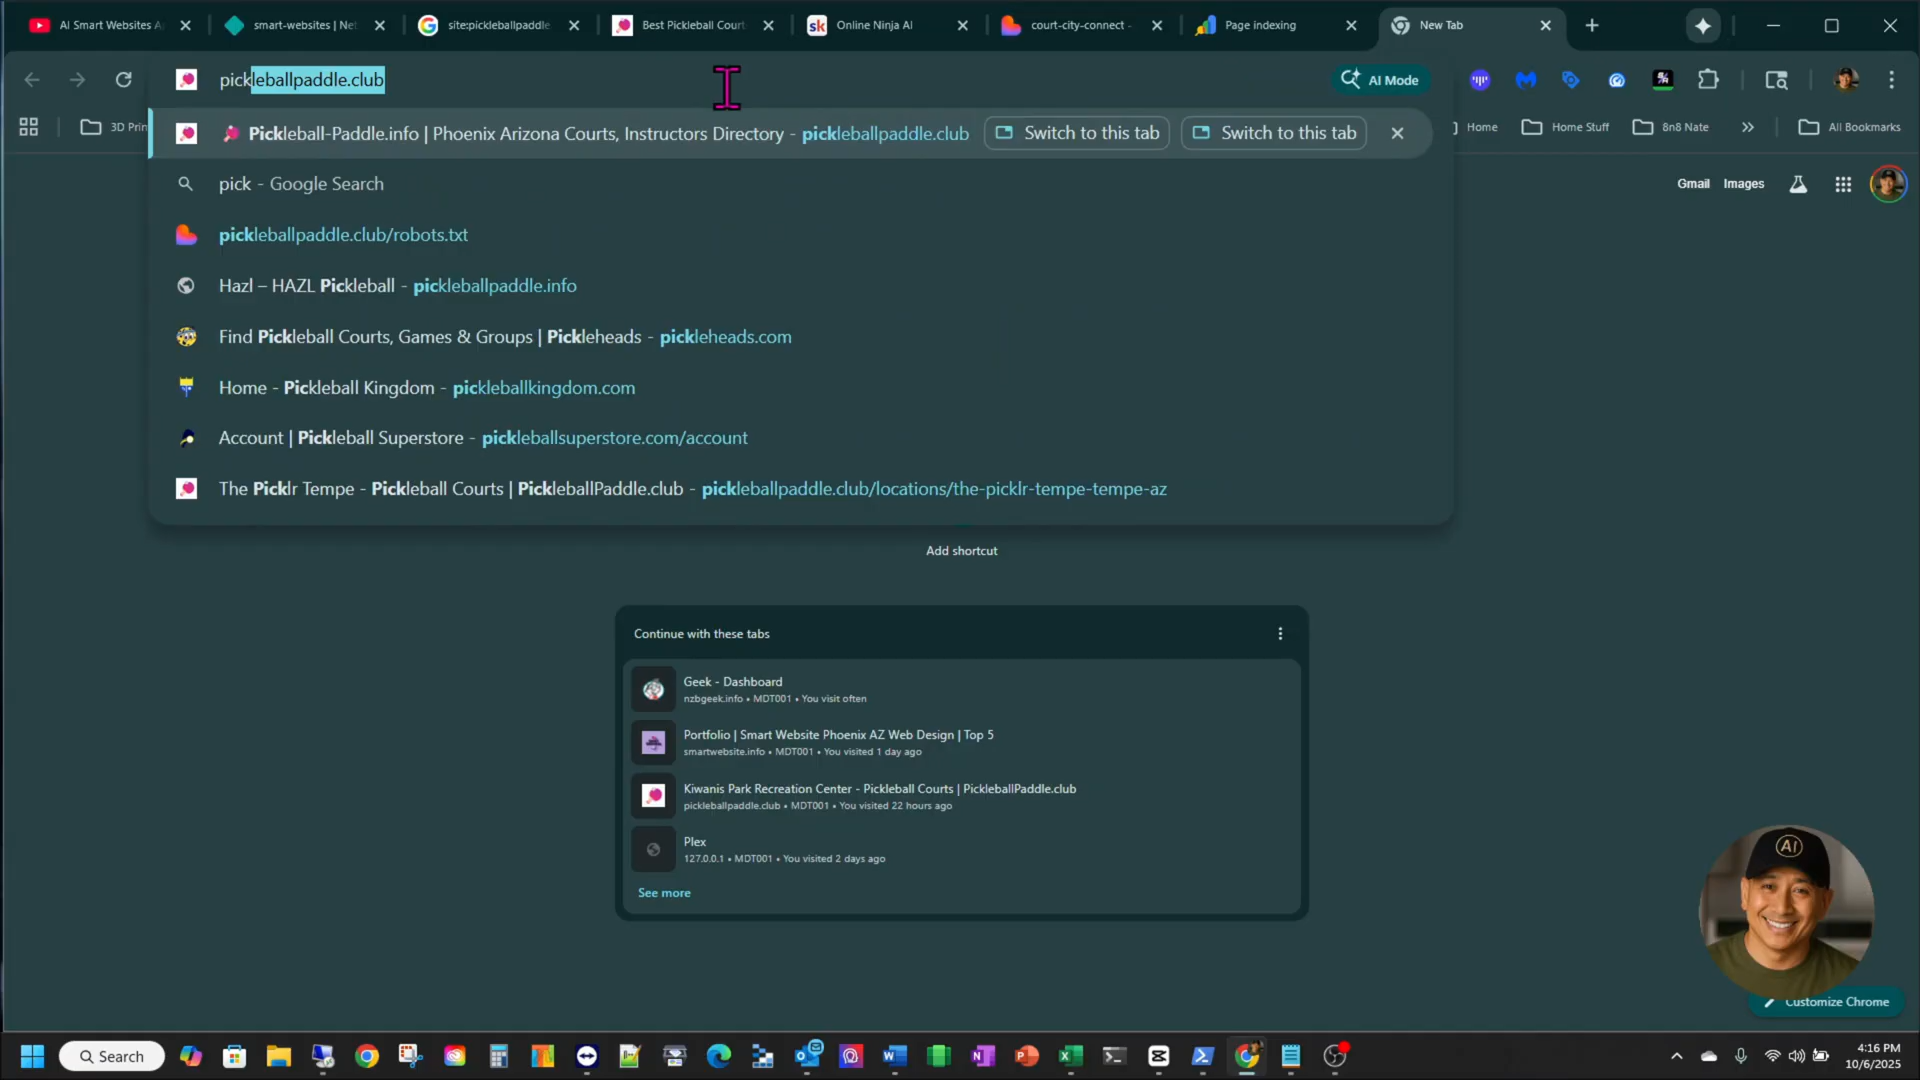 AI Smart Websites A
smart-websites | Net
site:pickleballpaddle
Best Pickleball Court
sk
Online Ninja AI
court-city-connect -
Page indexing
New Tab
pickleballpaddle.club
AI Mode
3D Prin
Home
Home Stuff
8n8 Nate
All Bookmarks
Pickleball-Paddle.info | Phoenix Arizona Courts, Instructors Directory - pickleballpaddle.club
Switch to this tab
Switch to this tab
pick - Google Search
pickleballpaddle.club/robots.txt
Hazl – HAZL Pickleball - pickleballpaddle.info
Find Pickleball Courts, Games & Groups | Pickleheads - pickleheads.com
Home - Pickleball Kingdom - pickleballkingdom.com
Account | Pickleball Superstore - pickleballsuperstore.com/account
The Picklr Tempe - Pickleball Courts | PickleballPaddle.club - pickleballpaddle.club/locations/the-picklr-tempe-tempe-az
Gmail
Images
Add shortcut
Continue with these tabs
Geek - Dashboard
nzbgeek.info • MDT001 • You visit often
Portfolio | Smart Website Phoenix AZ Web Design | Top 5
smartwebsite.info • MDT001 • You visited 1 day ago
Kiwanis Park Recreation Center - Pickleball Courts | PickleballPaddle.club
pickleballpaddle.club • MDT001 • You visited 22 hours ago
Plex
127.0.0.1 • MDT001 • You visited 2 days ago
See more
AI
Customize Chrome
Search
4:16 PM
10/6/2025